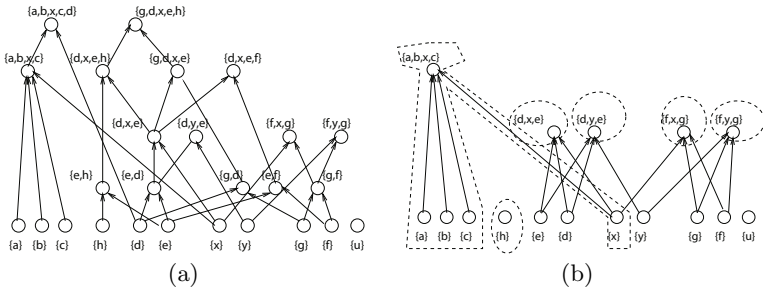 {a,b,x,c,d} {g,d,x,e,h}
{a,b,x,c} {d,x,e,h} {g,d,x,e} {d,x,e,f}
{d,x,e} {d,y,e} {f,x,g} {f,y,g}
{e,h} {e,d} {g,d} {e,f} {g,f}
{a} {b} {c} {h} {d} {e} {x} {y} {g} {f} {u}
(a)
{a,b,x,c}
{d,x,e} {d,y,e} {f,x,g} {f,y,g}
{a} {b} {c} {h} {e} {d} {x} {y} {g} {f} {u}
(b)